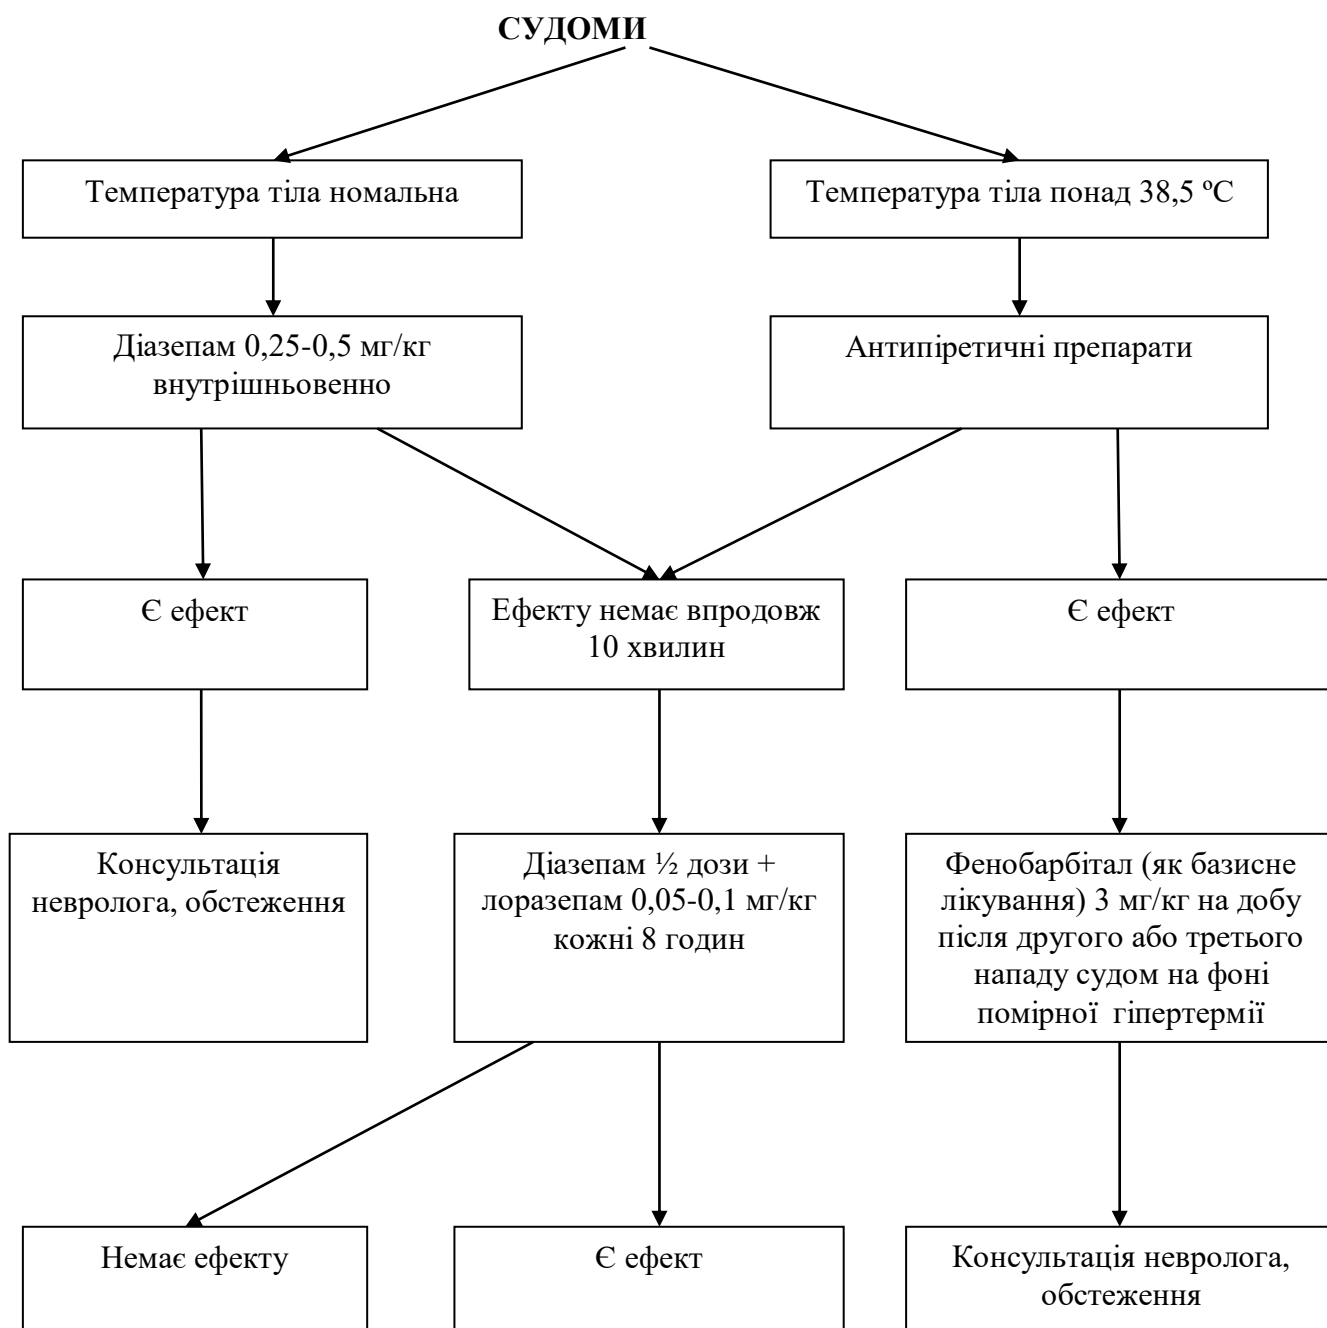 СУДОМИ
Температура тіла номальна
Температура тіла понад 38,5 ºС
Діазепам 0,25-0,5 мг/кг
внутрішньовенно
Антипіретичні препарати
Є ефект
Ефекту немає впродовж
10 хвилин
Є ефект
Консультація
невролога, обстеження
Діазепам ½ дози +
лоразепам 0,05-0,1 мг/кг
кожні 8 годин
Фенобарбітал (як базисне
лікування) 3 мг/кг на добу
після другого або третього
нападу судом на фоні
помірної гіпертермії
Немає ефекту
Є ефект
Консультація невролога,
обстеження